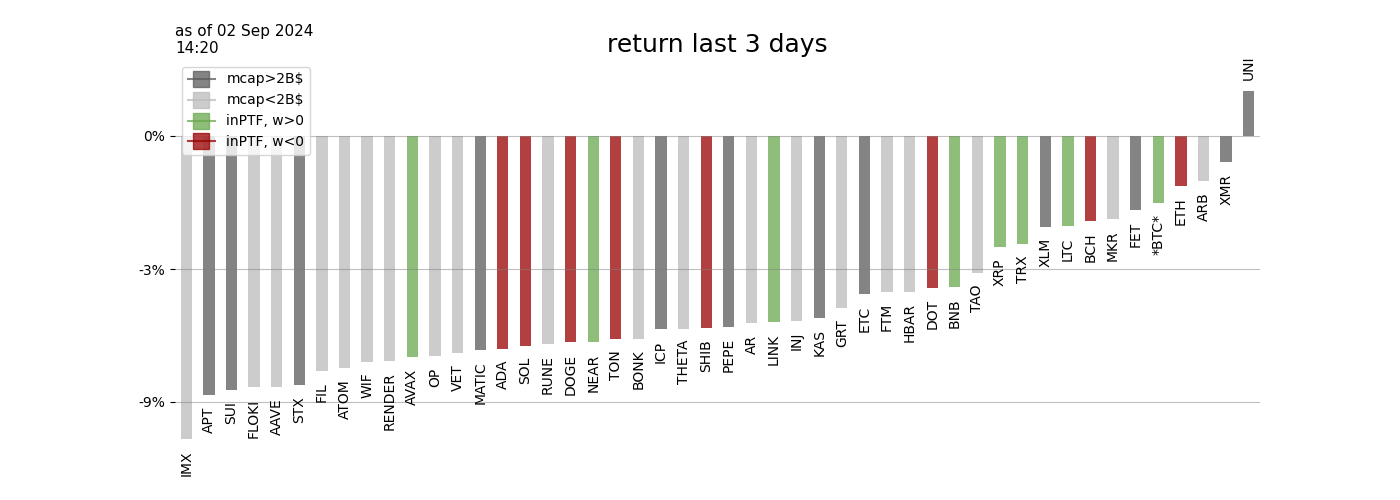 as of 02 Sep 2024
14:20
return last 3 days
mcap>2B$
mcap<2B$
inPTF, w>0
inPTF, w<0
0%
-3%
-9%
IMX
APT
SUI
FLOKI
AAVE
STX
FIL
ATOM
WIF
RENDER
AVAX
OP
VET
MATIC
ADA
SOL
RUNE
DOGE
NEAR
TON
BONK
ICP
THETA
SHIB
PEPE
AR
LINK
INJ
KAS
GRT
ETC
FTM
HBAR
DOT
BNB
TAO
XRP
TRX
XLM
LTC
BCH
MKR
FET
*BTC*
ETH
ARB
XMR
UNI